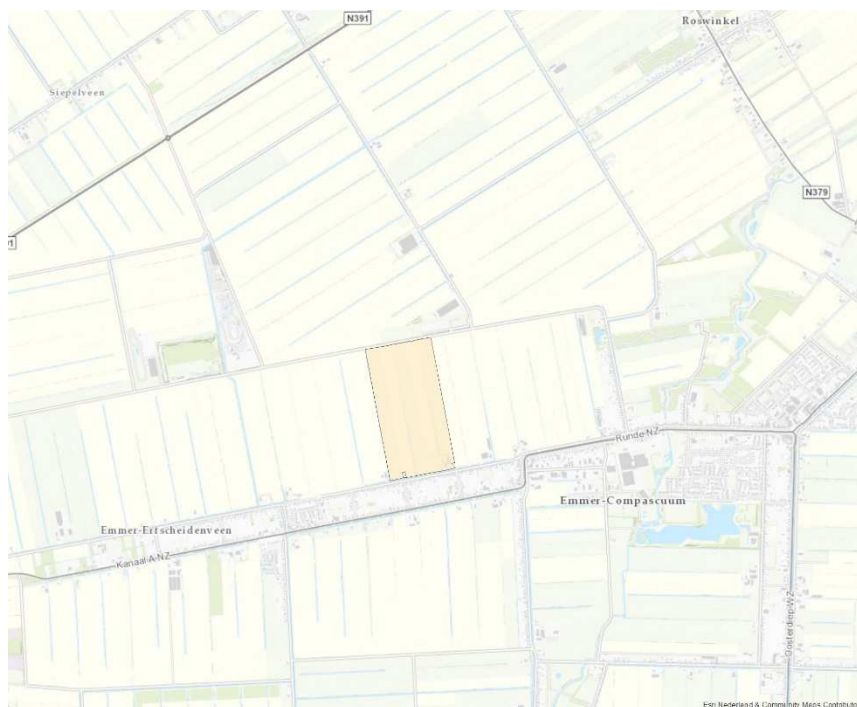 N391
Roswinkel
Siepelveen
N379
91
Runde NZ
Emmer-Compascuum
Emmer-Erfscheidenveen
Kanaal A NZ
Oosterdiep WZ
Esri Nederland & Community Maps Contributo